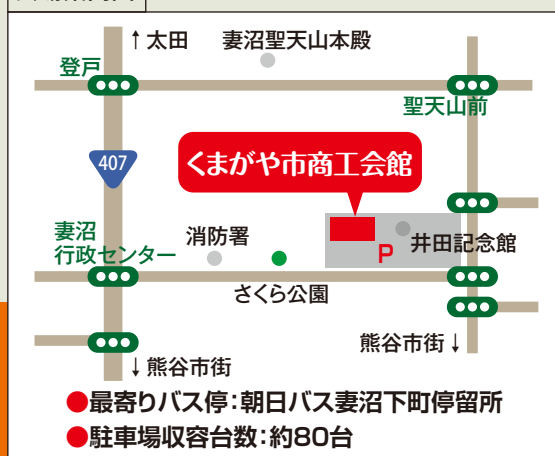 ↑太田
妻沼聖天山本殿
登戸
聖天山前
407
くまがや市商工会館
妻沼
行政センター
消防署
P
井田記念館
さくら公園
熊谷市街↓
↓熊谷市街
●最寄りバス停:朝日バス妻沼下町停留所
●駐車場収容台数:約80台